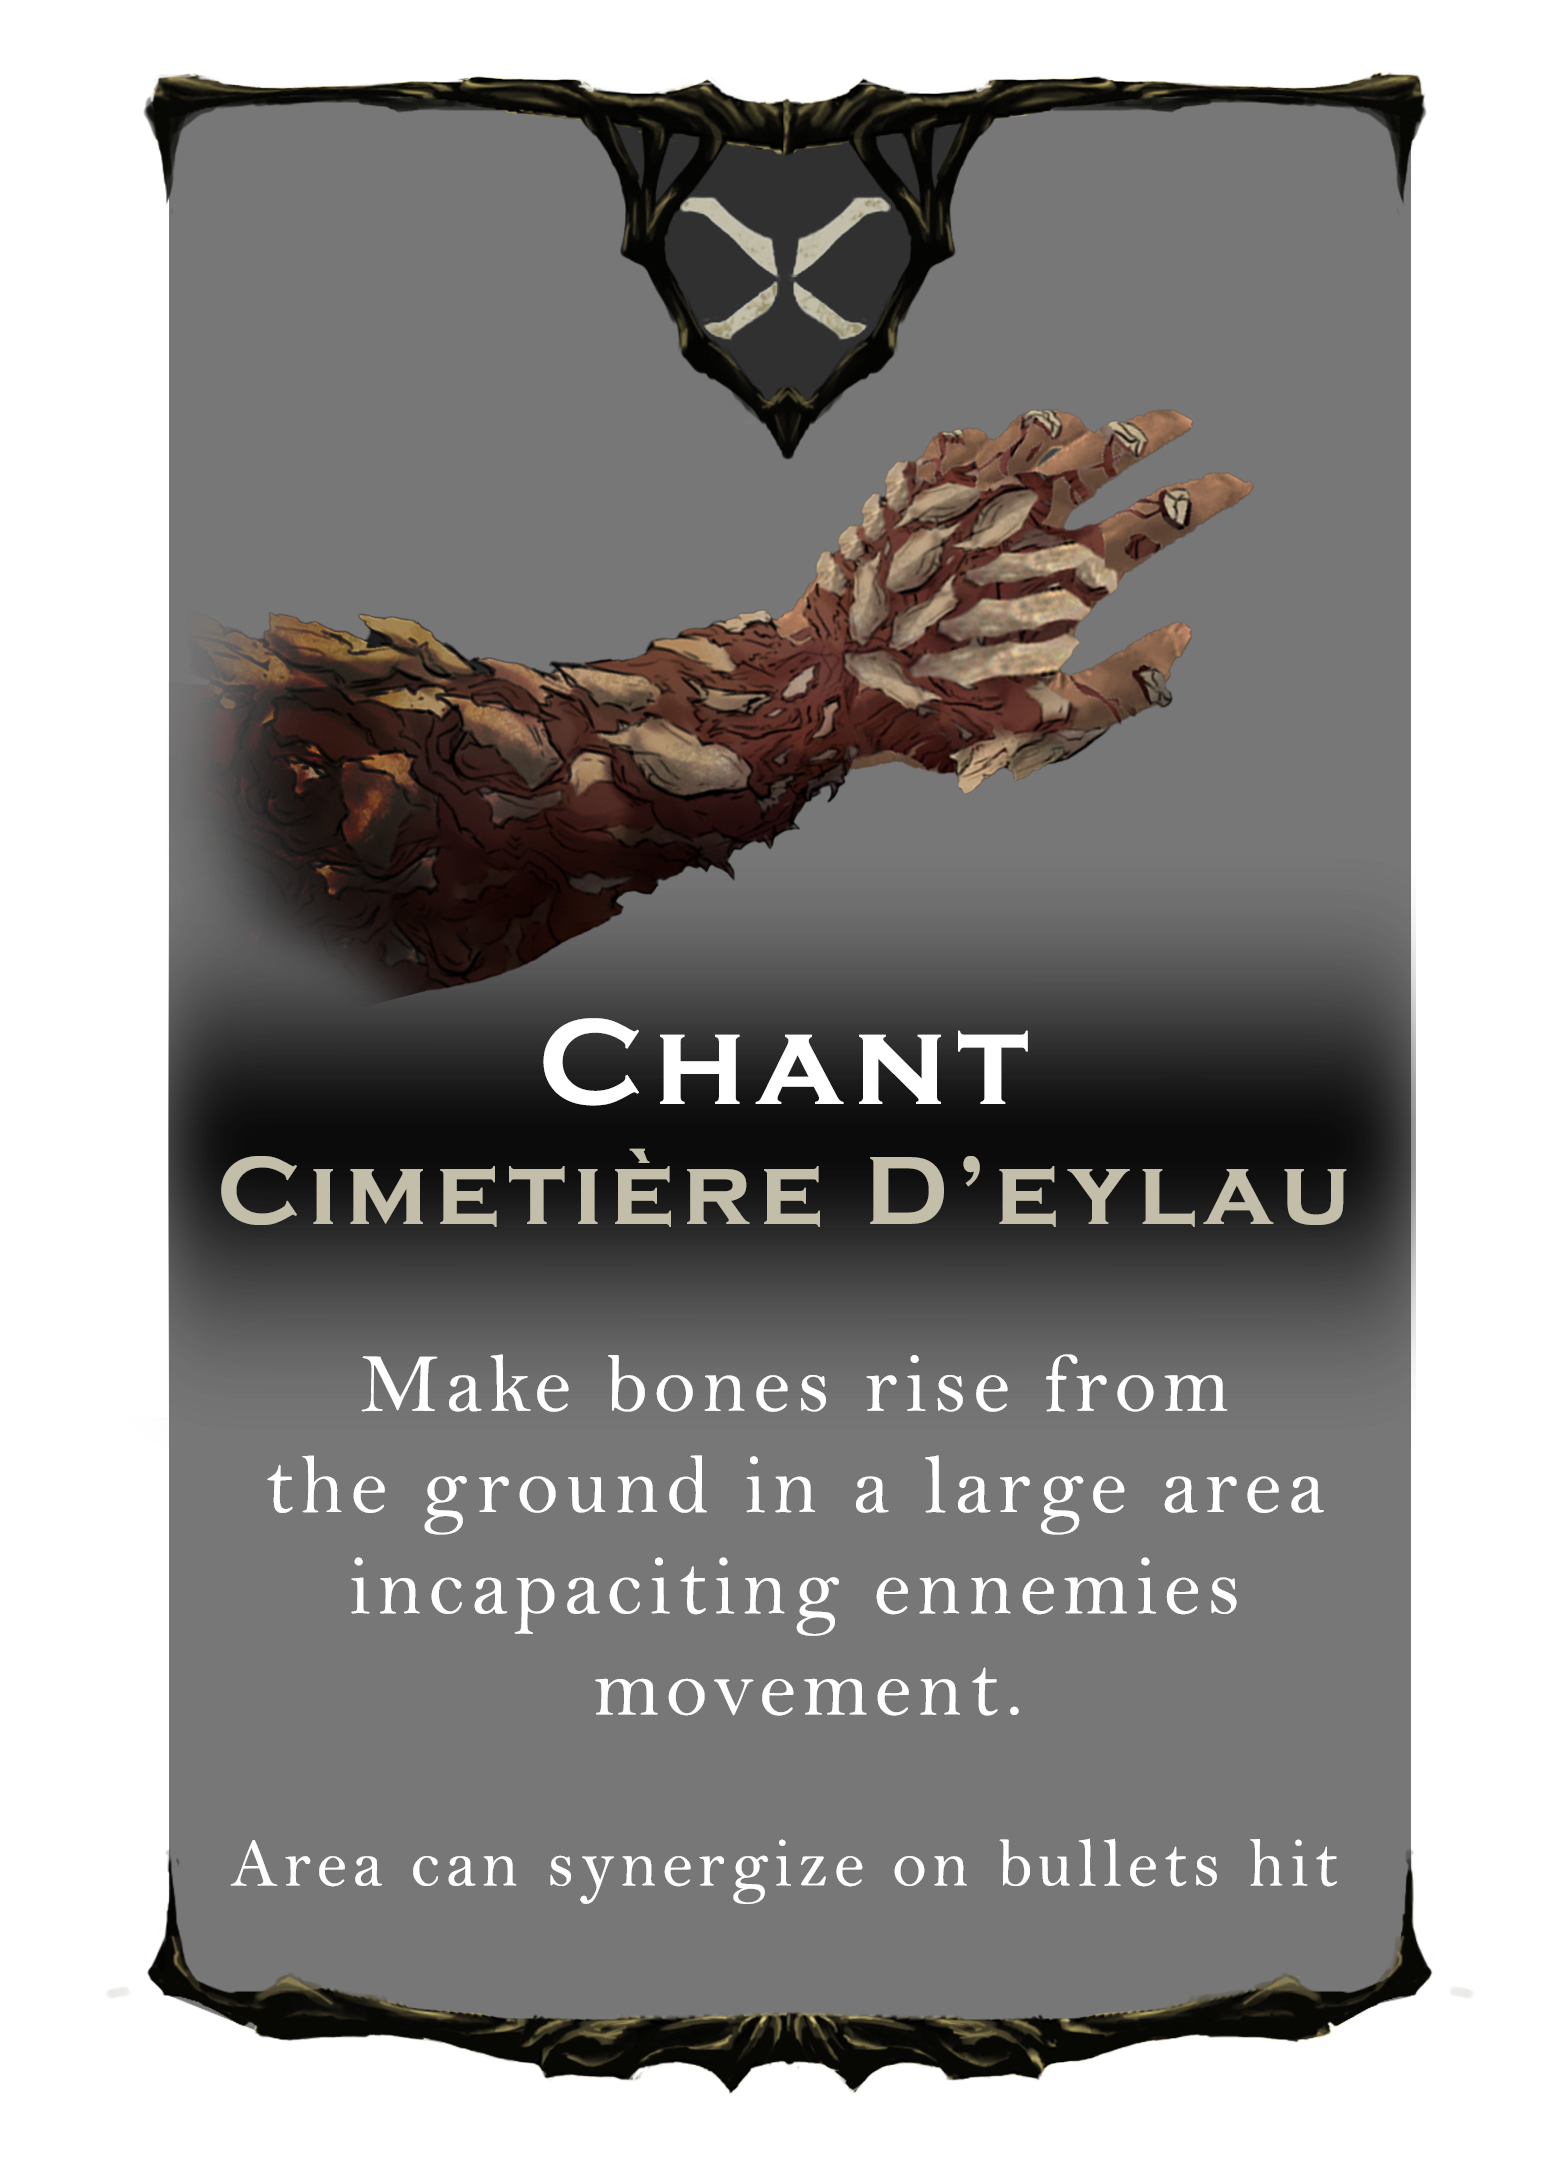 Chant
Cimetière D’eylau
Make bones rise from
the ground in a large area
incapaciting ennemies
movement.
Area can synergize on bullets hit